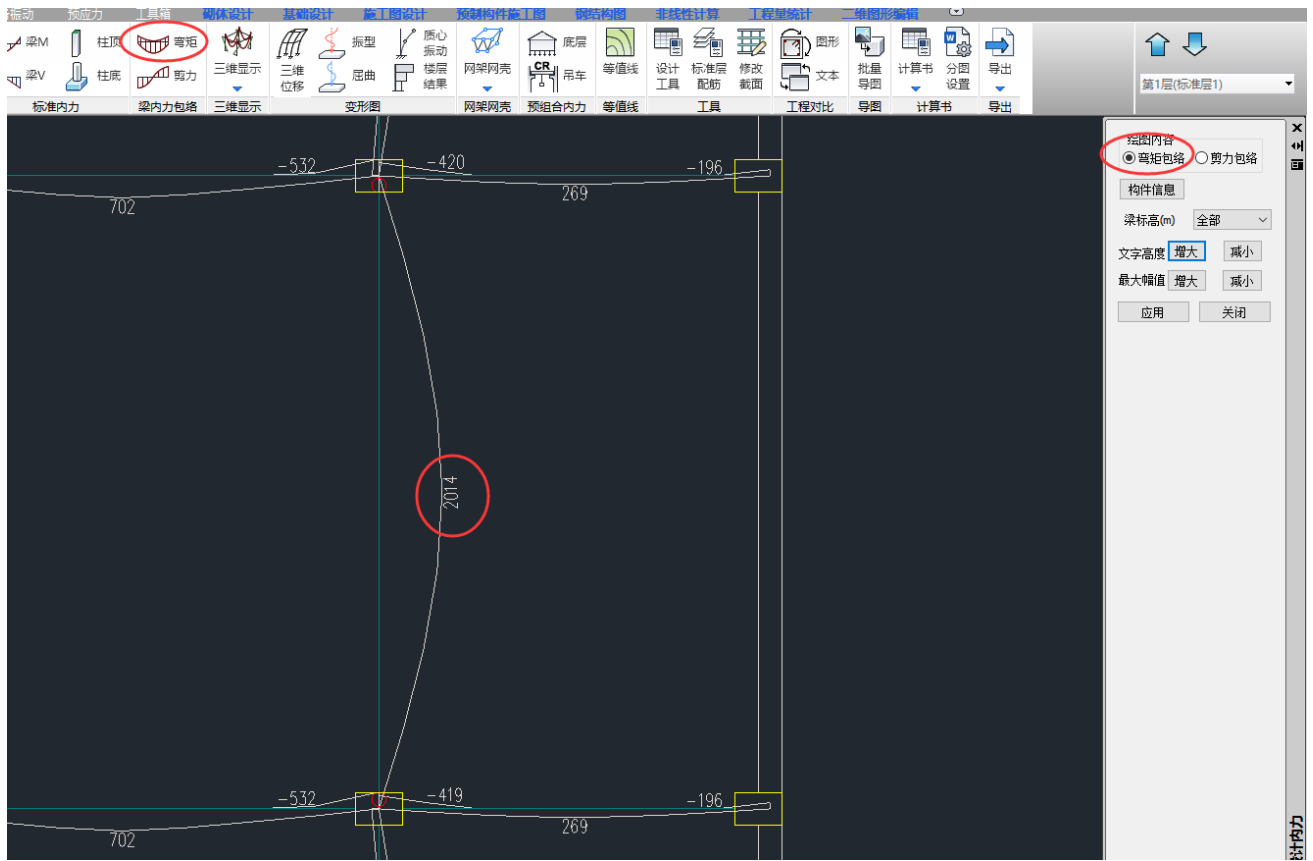 振动 预应力 工具箱 砌体设计 基础设计 施工图设计 预制构件施工图 钢结构图 非线性计算 工程量统计 二维图形编辑
梁M 柱顶 弯矩 三维显示 三维位移 振型 质心振动 网架网壳 底层 等值线 设计工具 标准层配筋 修改截面 图形 批量导图 计算书 分图设置 导出
梁V 柱底 剪力 屈曲 楼层结果 CR 吊车 文本
标准内力 梁内力包络 三维显示 变形图 网架网壳 预组合内力 等值线 工具 工程对比 导图 计算书 导出
第1层(标准层1)
绘图内容
弯矩包络 剪力包络
构件信息
梁标高(m) 全部
文字高度 增大 减小
最大幅值 增大 减小
应用 关闭
-532 -420 -196
702 269
2014
-532 -419 -196
702 269
计内力